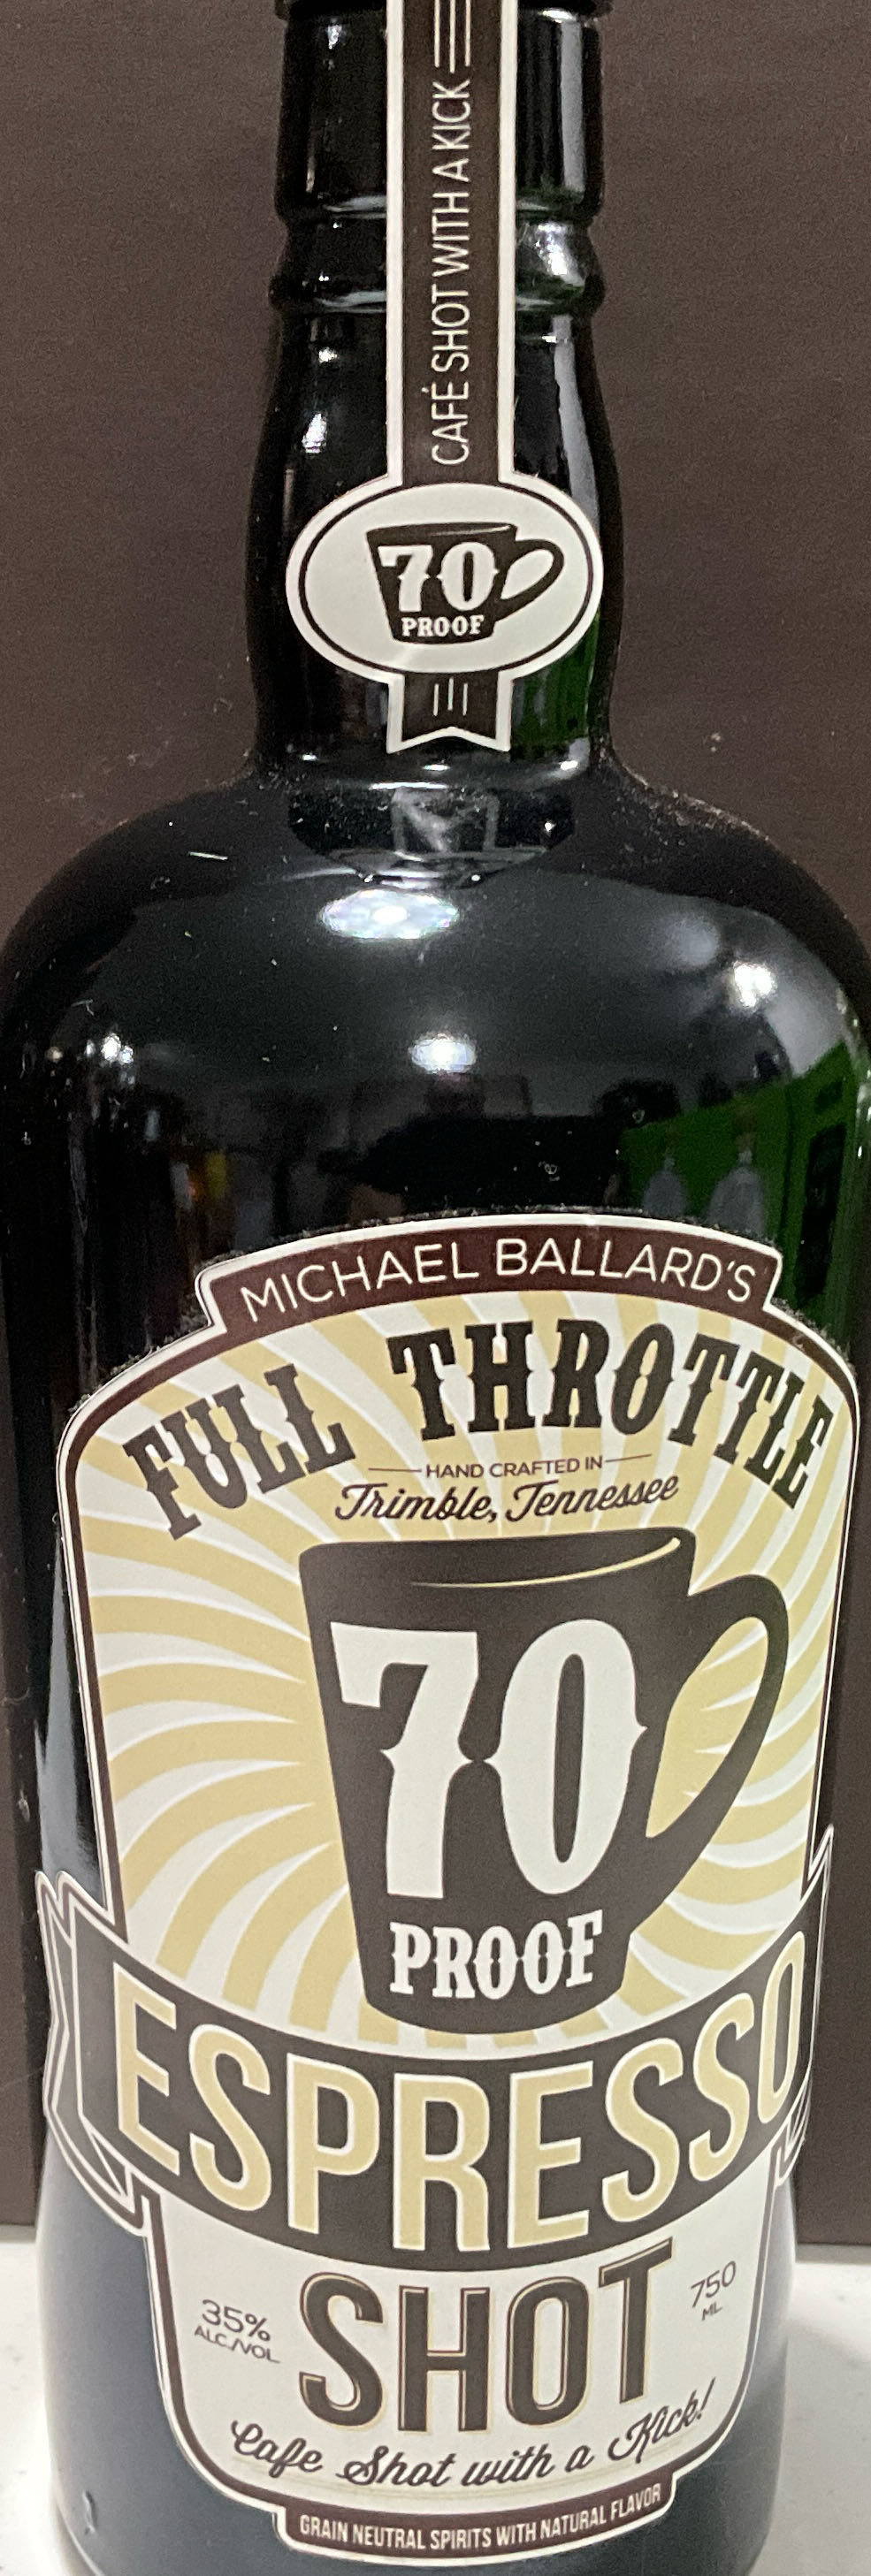 CAFÉ SHOT WITH A KICK
70
PROOF
MICHAEL BALLARD'S
FULL THROTTLE
HAND CRAFTED IN
Trimble, Tennessee
70
PROOF
ESPRESSO
SHOT
35%
ALC./VOL
750
ML
Cafe Shot with a Kick!
GRAIN NEUTRAL SPIRITS WITH NATURAL FLAVOR